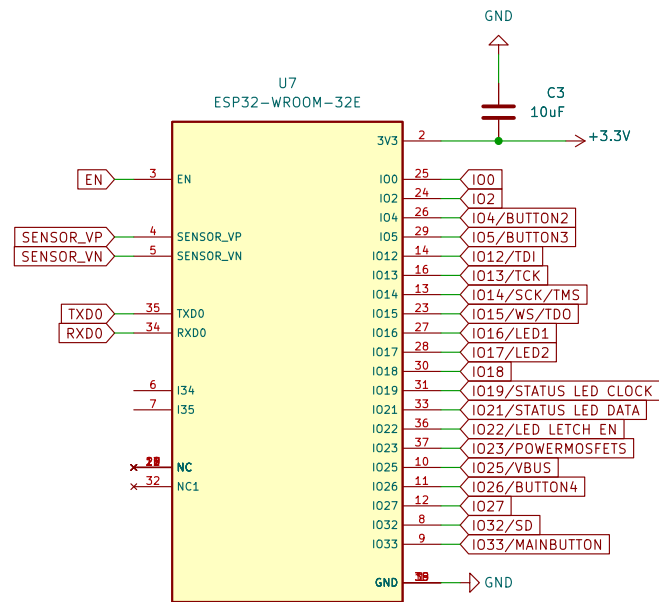 GND
U7
ESP32-WROOM-32E
C3
10uF
3V3 2 +3.3V
EN 3 EN
IO0 25 IO0
IO2 24 IO2
IO4 26 IO4/BUTTON2
SENSOR_VP 4 SENSOR_VP
IO5 29 IO5/BUTTON3
SENSOR_VN 5 SENSOR_VN
IO12 14 IO12/TDI
IO13 16 IO13/TCK
IO14 13 IO14/SCK/TMS
TXD0 35 TXD0
IO15 23 IO15/WS/TDO
RXD0 34 RXD0
IO16 27 IO16/LED1
IO17 28 IO17/LED2
IO18 30 IO18
6 I34
IO19 31 IO19/STATUS LED CLOCK
7 I35
IO21 33 IO21/STATUS LED DATA
IO22 36 IO22/LED LETCH EN
IO23 37 IO23/POWERMOSFETS
NC
IO25 10 IO25/VBUS
32 NC1
IO26 11 IO26/BUTTON4
IO27 12 IO27
IO32 8 IO32/SD
IO33 9 IO33/MAINBUTTON
GND GND